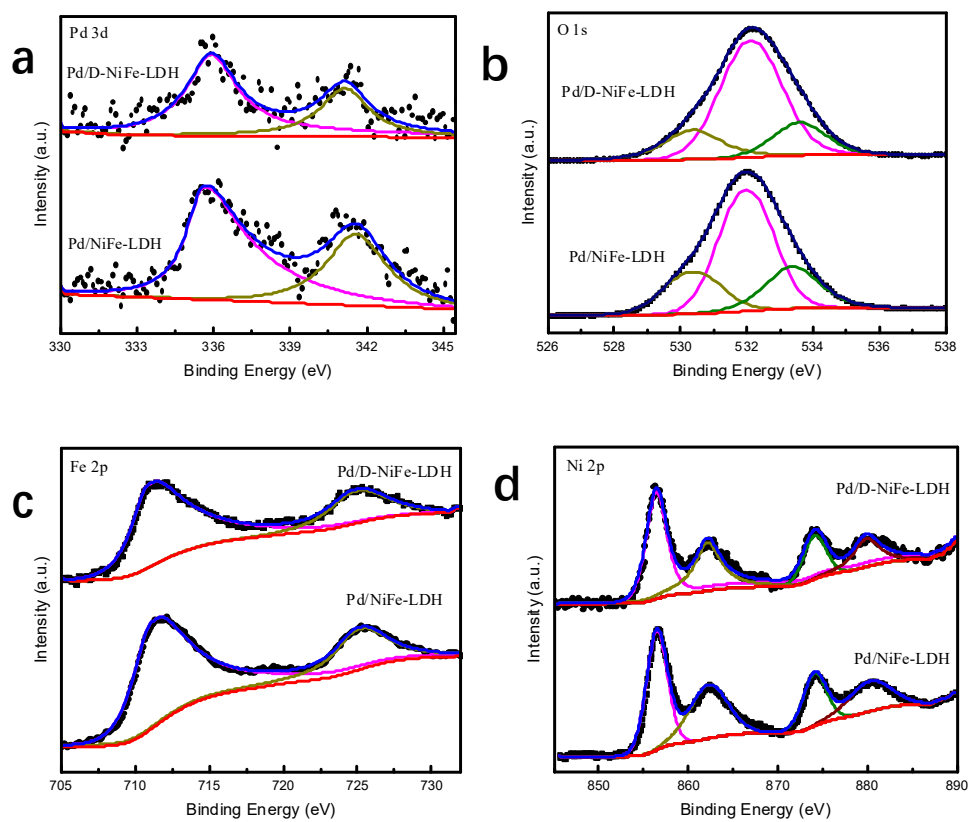 a
Pd 3d
Pd/D-NiFe-LDH
Pd/NiFe-LDH
Intensity (a.u.)
330 333 336 339 342 345
Binding Energy (eV)
b
O 1s
Pd/D-NiFe-LDH
Pd/NiFe-LDH
Intensity (a.u.)
526 528 530 532 534 536 538
Binding Energy (eV)
c
Fe 2p
Pd/D-NiFe-LDH
Pd/NiFe-LDH
Intensity (a.u.)
705 710 715 720 725 730
Binding Energy (eV)
d
Ni 2p
Pd/D-NiFe-LDH
Pd/NiFe-LDH
Intensity (a.u.)
850 860 870 880 890
Binding Energy (eV)